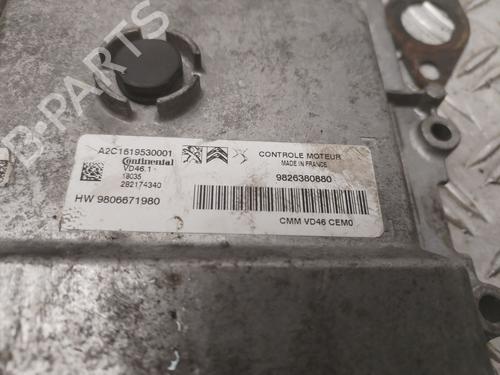 A2C1619530001
Continental
VD46.1
18035
282174340
HW 9806671980
CONTROLE MOTEUR
MADE IN FRANCE
9826380880
CMM VD46 CEM0
B-PARTS